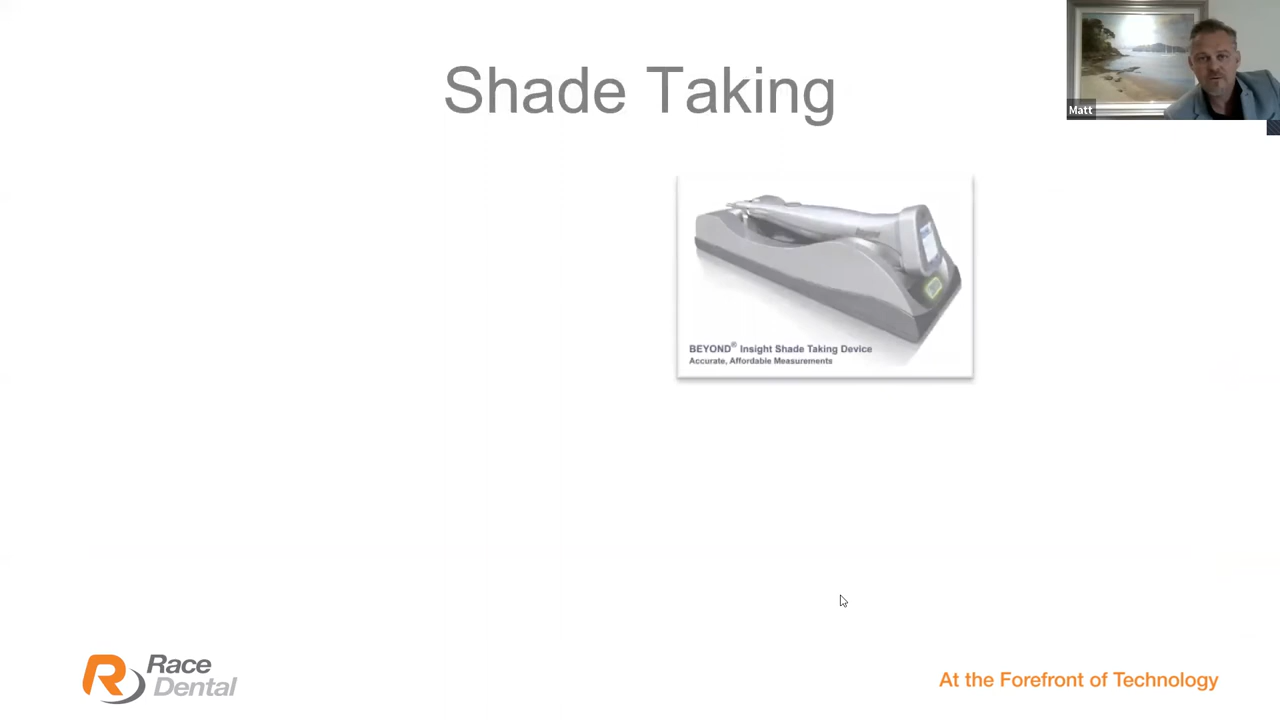 Shade Taking
Matt
BEYOND® Insight Shade Taking Device
Accurate, Affordable Measurements
Race
Dental
At the Forefront of Technology